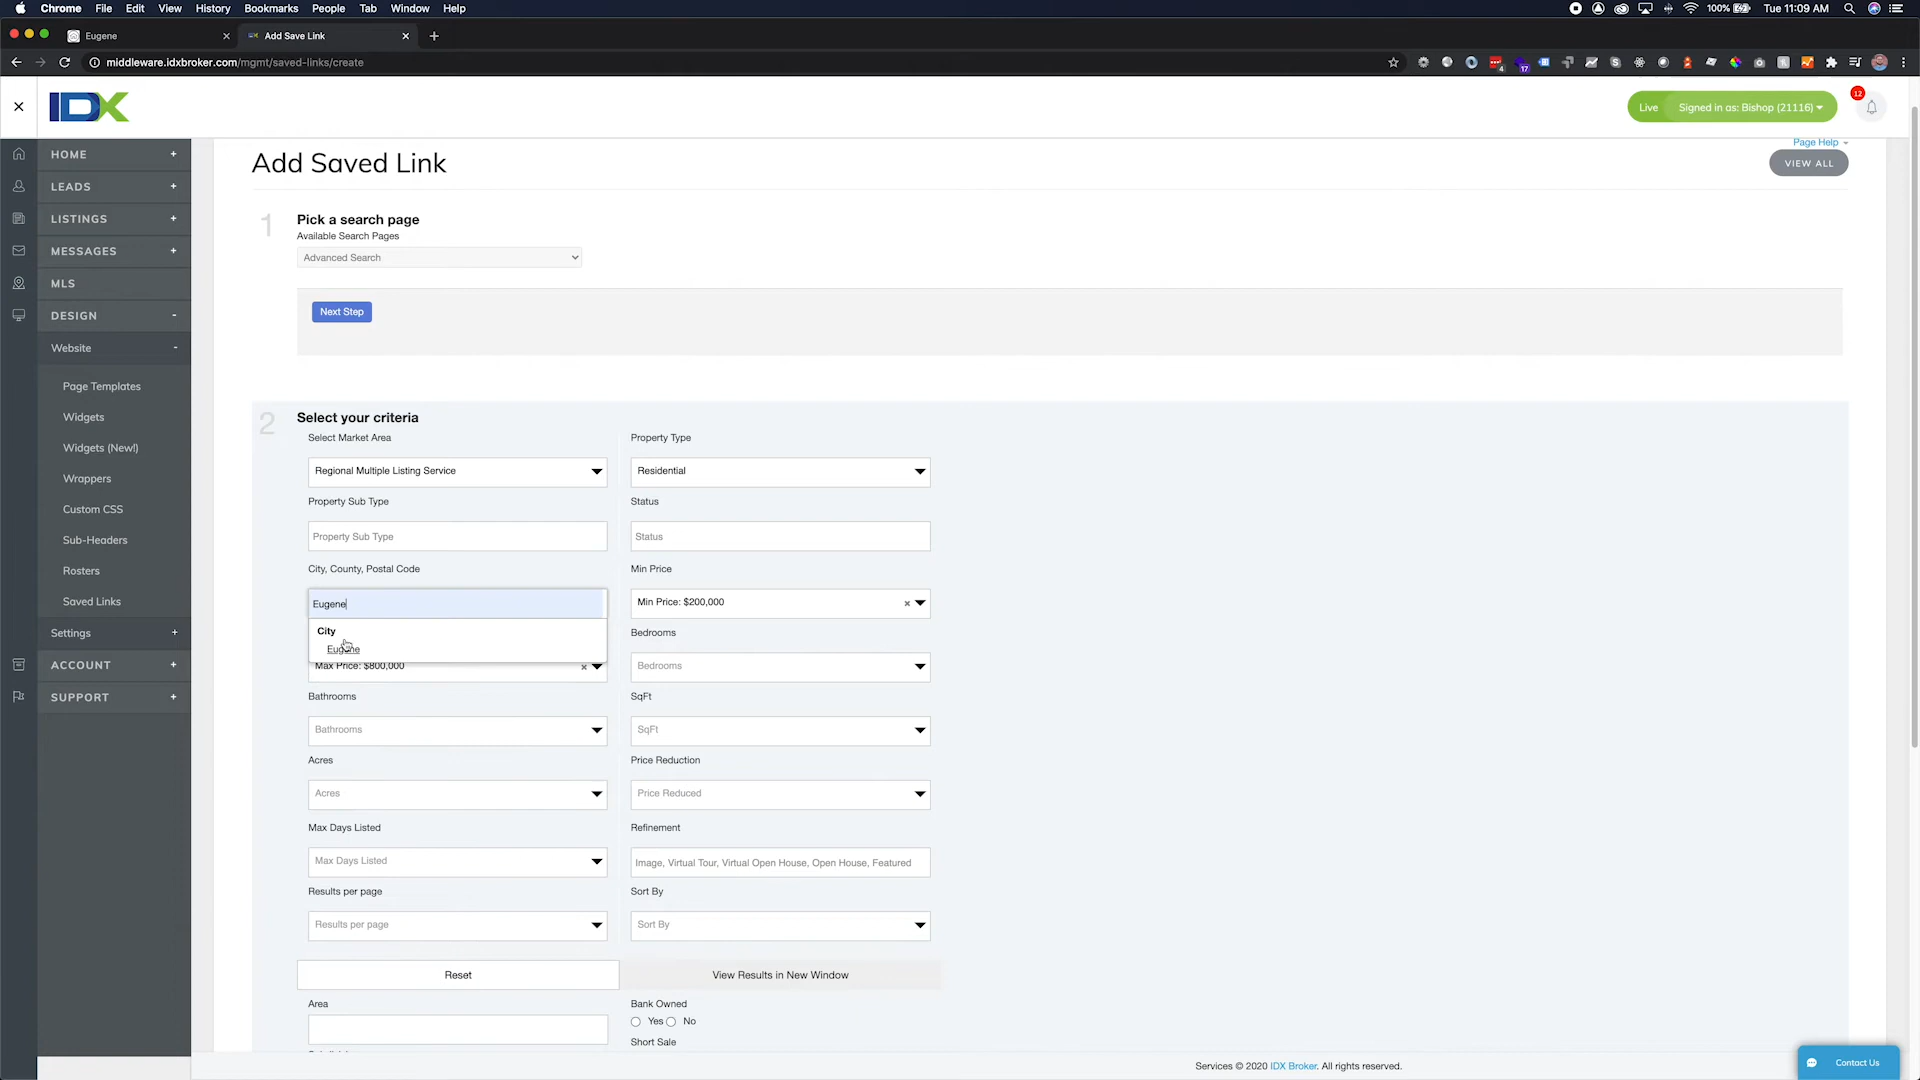 Chrome File Edit View History Bookmarks People Tab Window Help
100% Tue 11:09 AM
Eugene
Add Save Link
middleware.idxbroker.com/mgmt/saved-links/create
4
17
IDX
Live Signed in as: Bishop (21116)
12
HOME +
LEADS +
LISTINGS +
MESSAGES +
MLS
DESIGN -
Website -
Page Templates
Widgets
Widgets (New!)
Wrappers
Custom CSS
Sub-Headers
Rosters
Saved Links
Settings +
ACCOUNT +
SUPPORT +
Page Help
Add Saved Link
VIEW ALL
1
Pick a search page
Available Search Pages
Advanced Search
Next Step
2
Select your criteria
Select Market Area
Property Type
Regional Multiple Listing Service
Residential
Property Sub Type
Status
Property Sub Type
Status
City, County, Postal Code
Min Price
Eugene
Min Price: $200,000
City
Eugene
Bedrooms
Max Price: $800,000
Bedrooms
Bathrooms
SqFt
Bathrooms
SqFt
Acres
Price Reduction
Acres
Price Reduced
Max Days Listed
Refinement
Max Days Listed
Image, Virtual Tour, Virtual Open House, Open House, Featured
Results per page
Sort By
Results per page
Sort By
Reset
View Results in New Window
Area
Bank Owned
Yes No
Short Sale
Services © 2020 IDX Broker. All rights reserved.
Contact Us